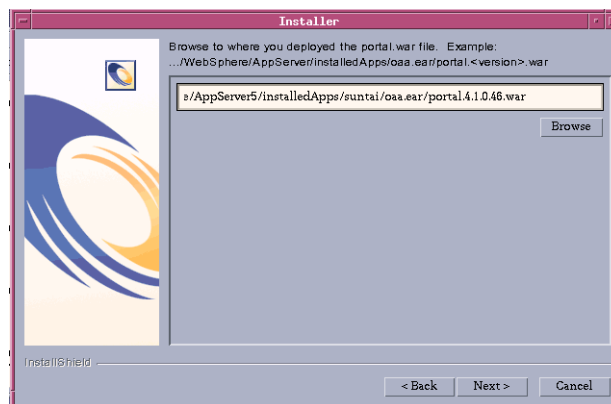 Installer
Browse to where you deployed the portal.war file. Example:
.../WebSphere/AppServer/installedApps/oaa.ear/portal.<version>.war
e/AppServer5/installedApps/suntai/oaa.ear/portal.4.1.0.46.war
Browse
InstallShield
< Back
Next >
Cancel